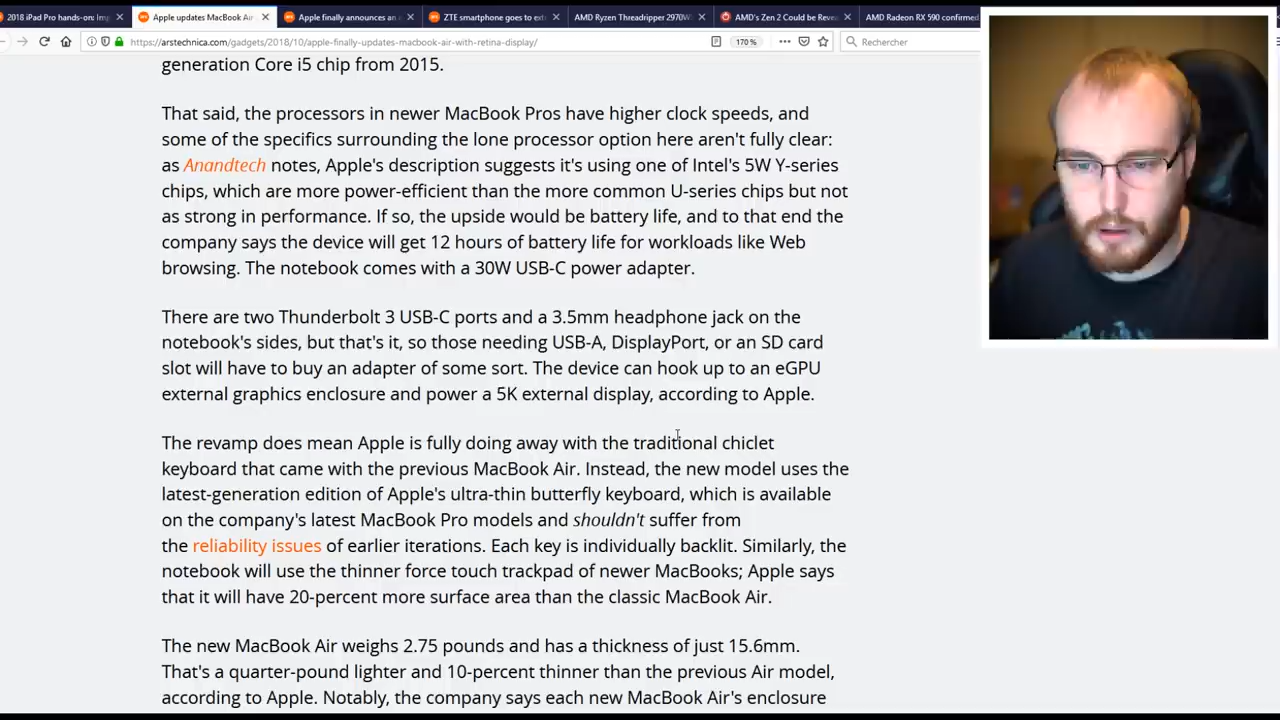 2018 iPad Pro hands-on: Imp
Apple updates MacBook Air
Apple finally announces an e
ZTE smartphone goes to ext
AMD Ryzen Threadripper 2970W
AMD's Zen 2 Could be Revea
AMD Radeon RX 590 confirmed
https://arstechnica.com/gadgets/2018/10/apple-finally-updates-macbook-air-with-retina-display/
170 %
Rechercher
generation Core i5 chip from 2015.
That said, the processors in newer MacBook Pros have higher clock speeds, and
some of the specifics surrounding the lone processor option here aren't fully clear:
as Anandtech notes, Apple's description suggests it's using one of Intel's 5W Y-series
chips, which are more power-efficient than the more common U-series chips but not
as strong in performance. If so, the upside would be battery life, and to that end the
company says the device will get 12 hours of battery life for workloads like Web
browsing. The notebook comes with a 30W USB-C power adapter.
There are two Thunderbolt 3 USB-C ports and a 3.5mm headphone jack on the
notebook's sides, but that's it, so those needing USB-A, DisplayPort, or an SD card
slot will have to buy an adapter of some sort. The device can hook up to an eGPU
external graphics enclosure and power a 5K external display, according to Apple.
The revamp does mean Apple is fully doing away with the traditional chiclet
keyboard that came with the previous MacBook Air. Instead, the new model uses the
latest-generation edition of Apple's ultra-thin butterfly keyboard, which is available
on the company's latest MacBook Pro models and shouldn't suffer from
the reliability issues of earlier iterations. Each key is individually backlit. Similarly, the
notebook will use the thinner force touch trackpad of newer MacBooks; Apple says
that it will have 20-percent more surface area than the classic MacBook Air.
The new MacBook Air weighs 2.75 pounds and has a thickness of just 15.6mm.
That's a quarter-pound lighter and 10-percent thinner than the previous Air model,
according to Apple. Notably, the company says each new MacBook Air's enclosure